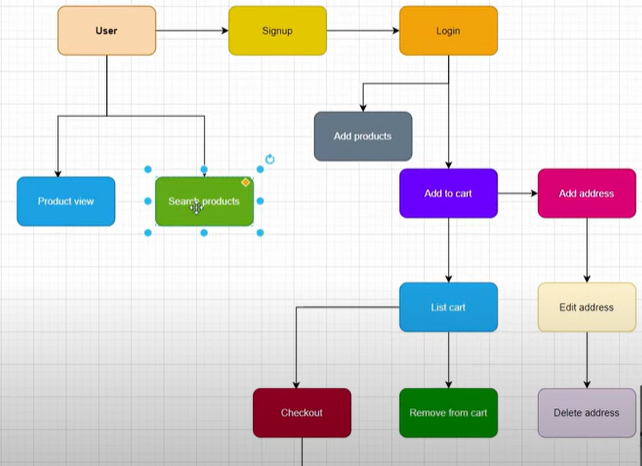 User
Signup
Login
Add products
Product view
Search products
Add to cart
Add address
List cart
Edit address
Checkout
Remove from cart
Delete address